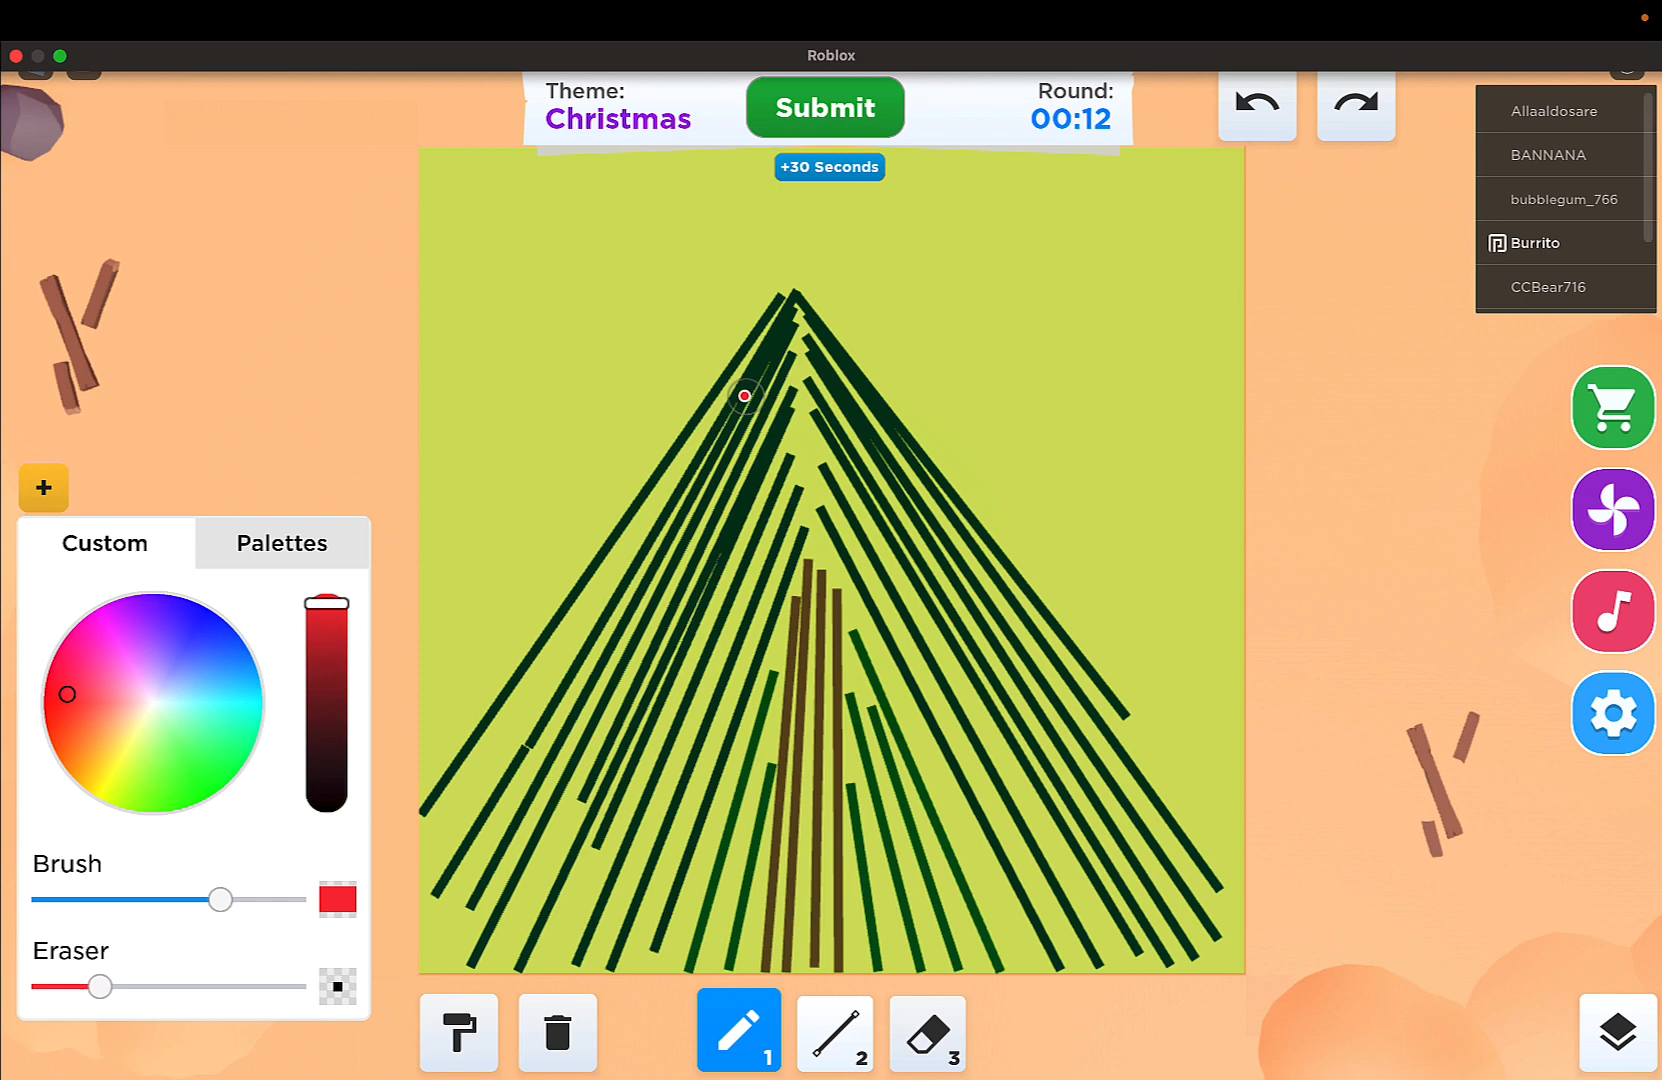 Roblox
Theme:
Christmas
Submit
Round:
00:12
+30 Seconds
Allaaldosare
BANNANA
bubblegum_766
Burrito
CCBear716
+
Custom
Palettes
Brush
Eraser
1
2
3